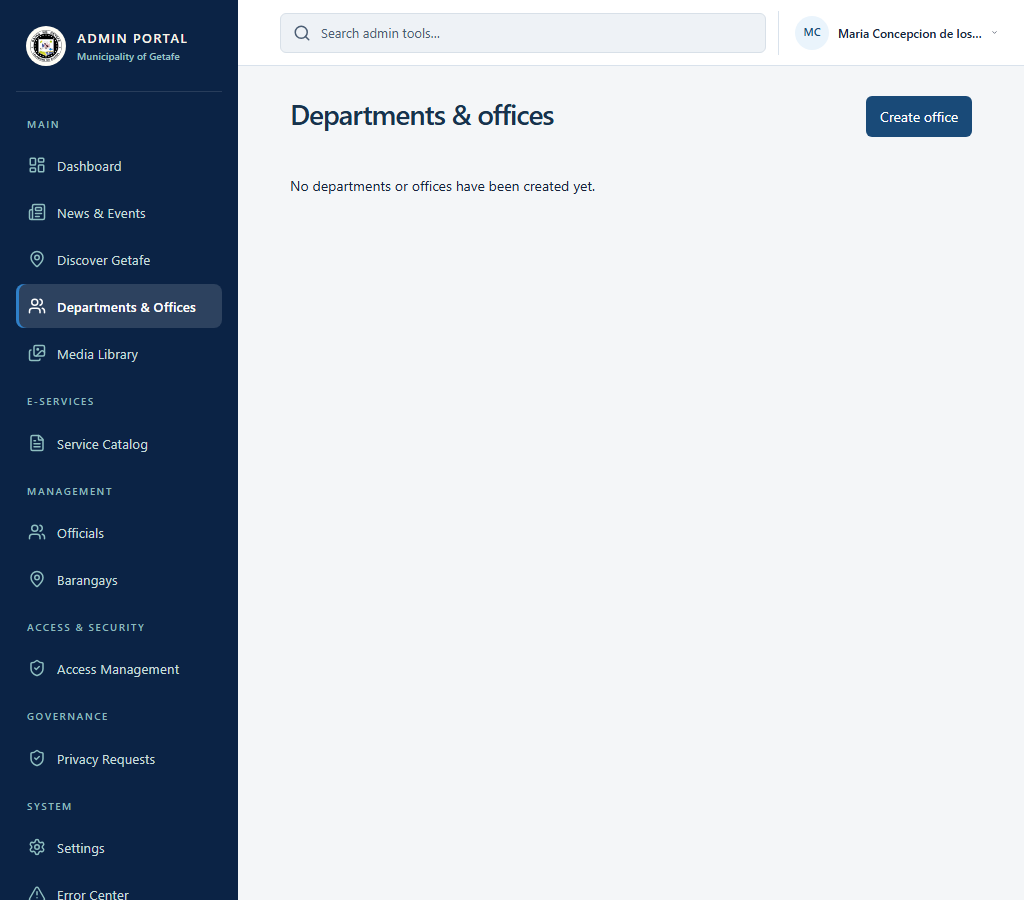 ADMIN PORTAL
Municipality of Getafe
Search admin tools...
MC
Maria Concepcion de los...
MAIN
Dashboard
News & Events
Discover Getafe
Departments & Offices
Media Library
E-SERVICES
Service Catalog
MANAGEMENT
Officials
Barangays
ACCESS & SECURITY
Access Management
GOVERNANCE
Privacy Requests
SYSTEM
Settings
Error Center
Departments & offices
Create office
No departments or offices have been created yet.